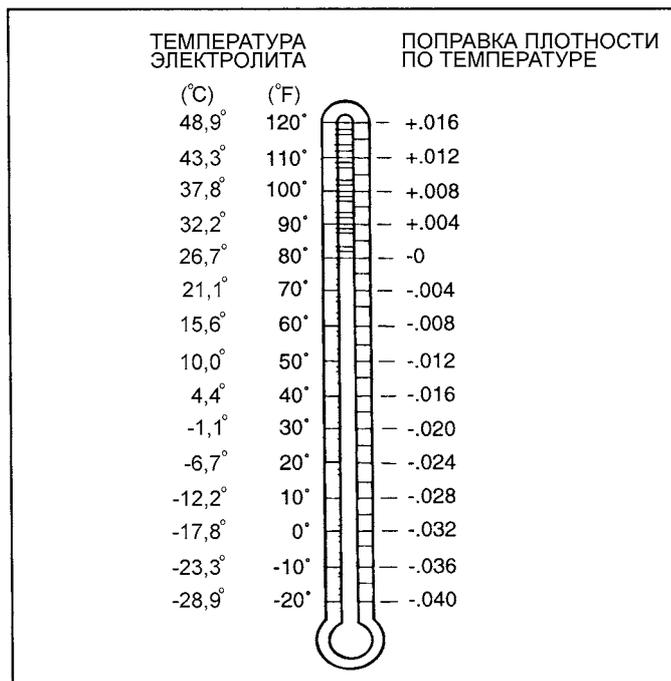 ТЕМПЕРАТУРА ЭЛЕКТРОЛИТА
ПОПРАВКА ПЛОТНОСТИ ПО ТЕМПЕРАТУРЕ
(°C) (°F)
48,9° 120° +.016
43,3° 110° +.012
37,8° 100° +.008
32,2° 90° +.004
26,7° 80° -0
21,1° 70° -.004
15,6° 60° -.008
10,0° 50° -.012
4,4° 40° -.016
-1,1° 30° -.020
-6,7° 20° -.024
-12,2° 10° -.028
-17,8° 0° -.032
-23,3° -10° -.036
-28,9° -20° -.040